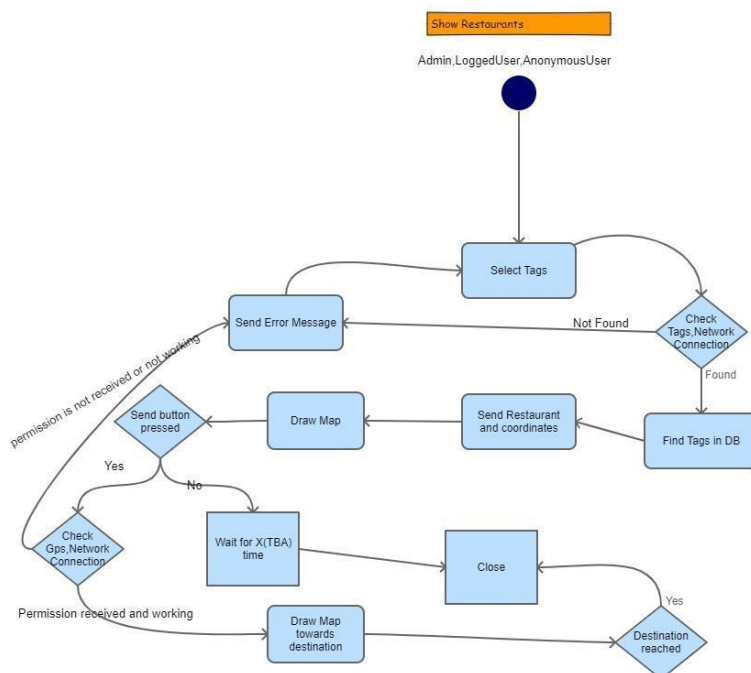 Show Restaurants
Admin,LoggedUser,AnonymousUser
Select Tags
Send Error Message
Not Found
Check
Tags,Network
Connection
Found
permission is not received or not working
Send button
pressed
Draw Map
Send Restaurant
and coordinates
Find Tags in DB
Yes
No
Check
Gps,Network
Connection
Wait for X(TBA)
time
Close
Permission received and working
Draw Map
towards
destination
Yes
Destination
reached